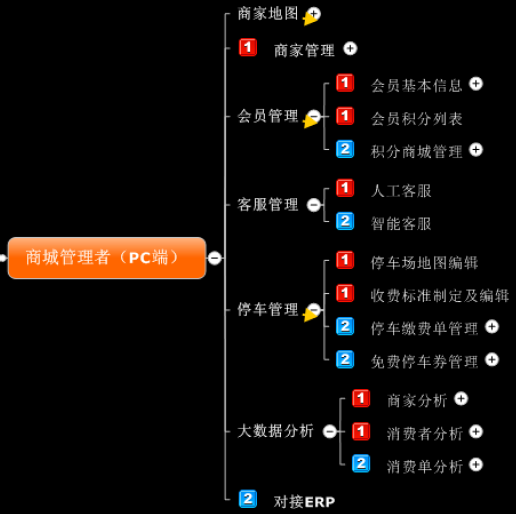 商家地图
1 商家管理
会员管理
1 会员基本信息
1 会员积分列表
2 积分商城管理
客服管理
1 人工客服
2 智能客服
商城管理者（PC端）
停车管理
1 停车场地图编辑
1 收费标准制定及编辑
2 停车缴费单管理
2 免费停车券管理
大数据分析
1 商家分析
1 消费者分析
2 消费单分析
2 对接ERP